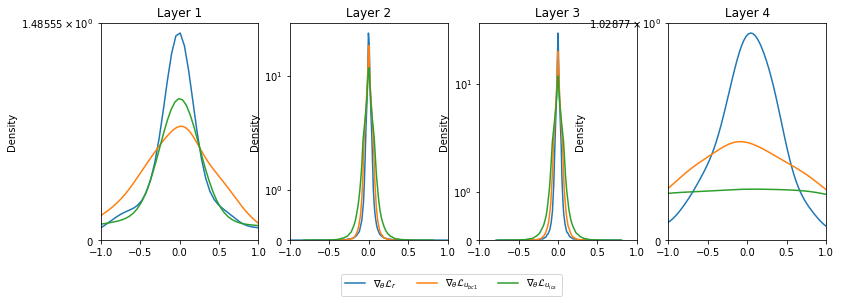 Layer 1
Layer 2
Layer 3
Layer 4
1.48555 × 10⁰
0
Density
−1.0 −0.5 0.0 0.5 1.0
10¹
10⁰
0
Density
−1.0 −0.5 0.0 0.5 1.0
10¹
10⁰
0
Density
−1.0 −0.5 0.0 0.5 1.0
1.02877 × 10⁰
0
Density
−1.0 −0.5 0.0 0.5 1.0
∇θℒr ∇θℒu_bc1 ∇θℒu_ics